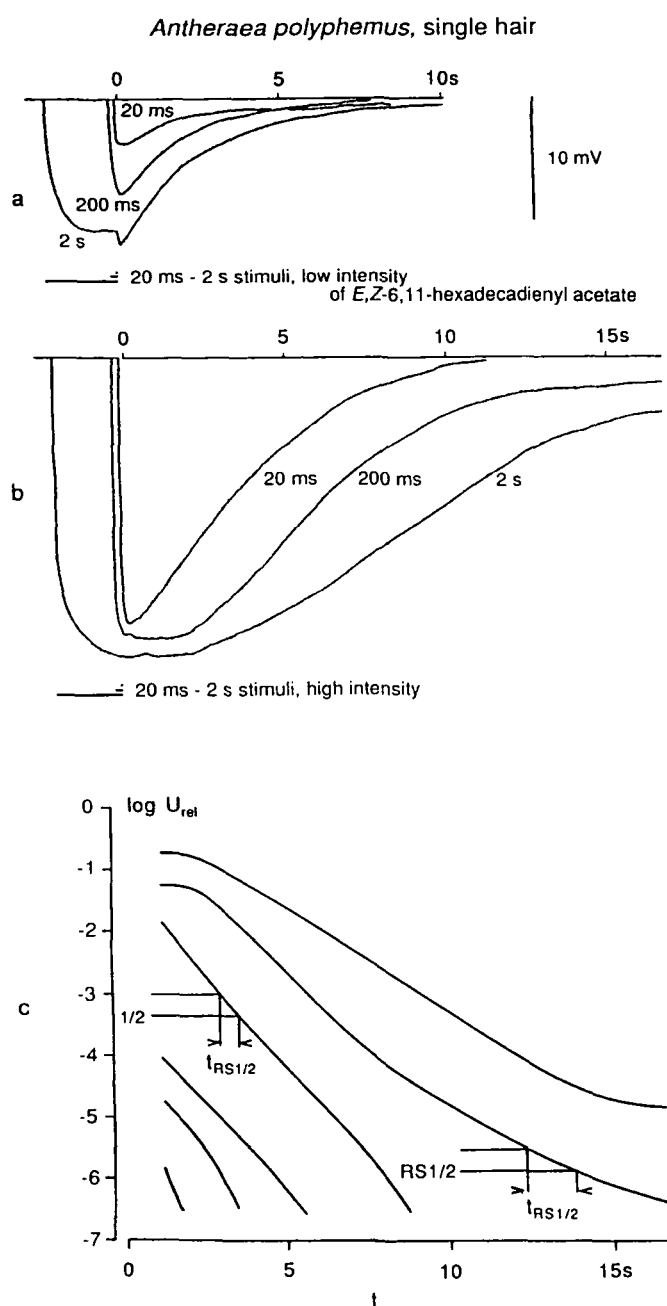 Antheraea polyphemus, single hair
0 5 10s
20 ms
10 mV
a
200 ms
2 s
20 ms - 2 s stimuli, low intensity
of E,Z-6,11-hexadecadienyl acetate
0 5 10 15s
20 ms 200 ms 2 s
b
20 ms - 2 s stimuli, high intensity
0 log U_rel
-1
-2
-3
c 1/2
t_RS1/2
-4
-5
RS1/2
-6
t_RS1/2
-7
0 5 10 15s
t